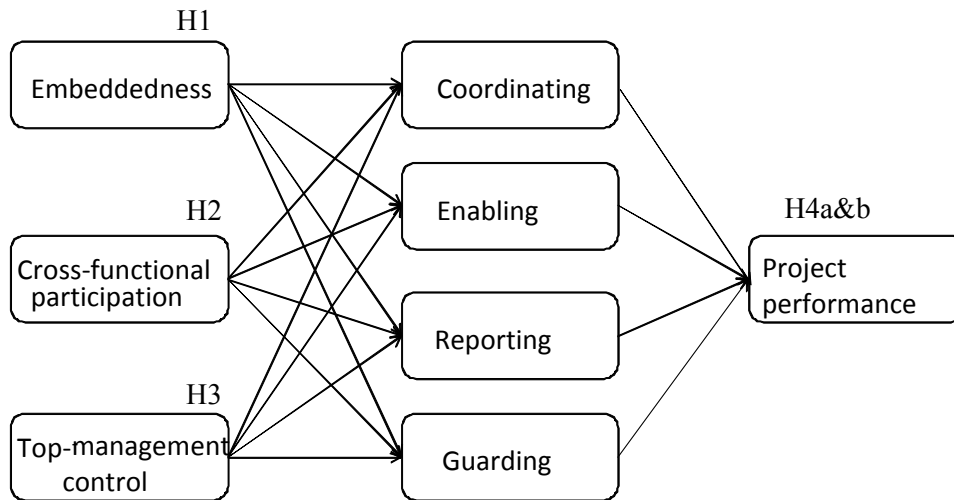 H1
Embeddedness
H2
Cross-functional
participation
H3
Top-management
control
Coordinating
Enabling
Reporting
Guarding
H4a&b
Project
performance